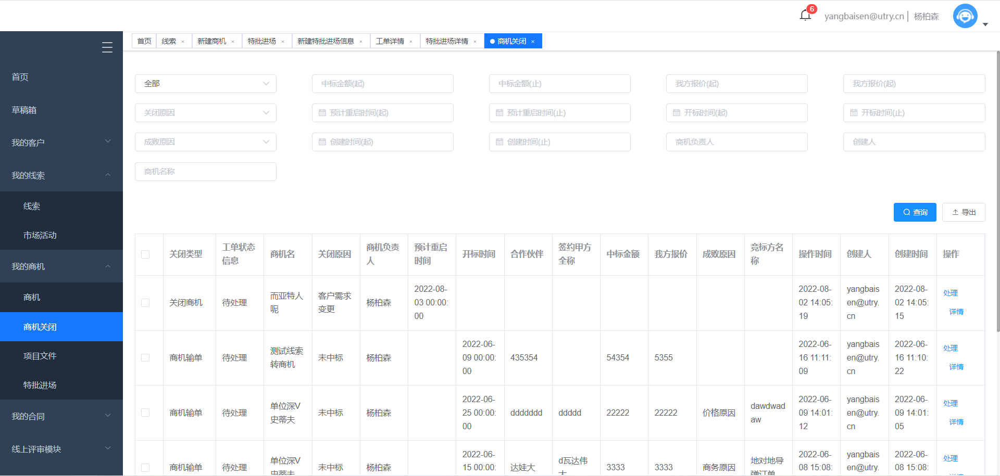 6
yangbaisen@utry.cn | 杨柏森
首页 线索 × 新建商机 × 特批进场 × 新建特批进场信息 × 工单详情 × 特批进场详情 × 商机关闭 ×
首页
草稿箱
我的客户
我的线索
线索
市场活动
我的商机
商机
商机关闭
项目文件
特批进场
我的合同
线上评审模块
全部 中标金额(起) 中标金额(止) 我方报价(起) 我方报价(起)
关闭原因 预计重启时间(起) 预计重启时间(止) 开标时间(起) 开标时间(止)
成败原因 创建时间(起) 创建时间(止) 商机负责人 创建人
商机名称
查询 导出
关闭类型 工单状态信息 商机名 关闭原因 商机负责人 预计重启时间 开标时间 合作伙伴 签约甲方全称 中标金额 我方报价 成败原因 竞标方名称 操作时间 创建人 创建时间 操作
关闭商机 待处理 而亚特人呢 客户需求变更 杨柏森 2022-08-03 00:00:00 2022-08-02 14:05:19 yangbaisen@utry.cn 2022-08-02 14:05:15 处理 详情
商机输单 待处理 测试线索转商机 未中标 杨柏森 2022-06-09 00:00:00 435354 54354 5355 2022-06-16 11:11:09 yangbaisen@utry.cn 2022-06-16 11:10:22 处理 详情
商机输单 待处理 单位深V史蒂夫 未中标 杨柏森 2022-06-25 00:00:00 ddddddd ddddd 22222 22222 价格原因 dawdwadaw 2022-06-09 14:01:12 yangbaisen@utry.cn 2022-06-09 14:01:05 处理 详情
商机输单 待处理 单位深V史蒂夫 未中标 杨柏森 2022-06-15 00:00: 达娃大 d瓦达伟大 3333 3333 商务原因 地对地导弹订单 2022-06-08 15:08: yangbaisen@utry. 2022-06-08 15:08: 处理